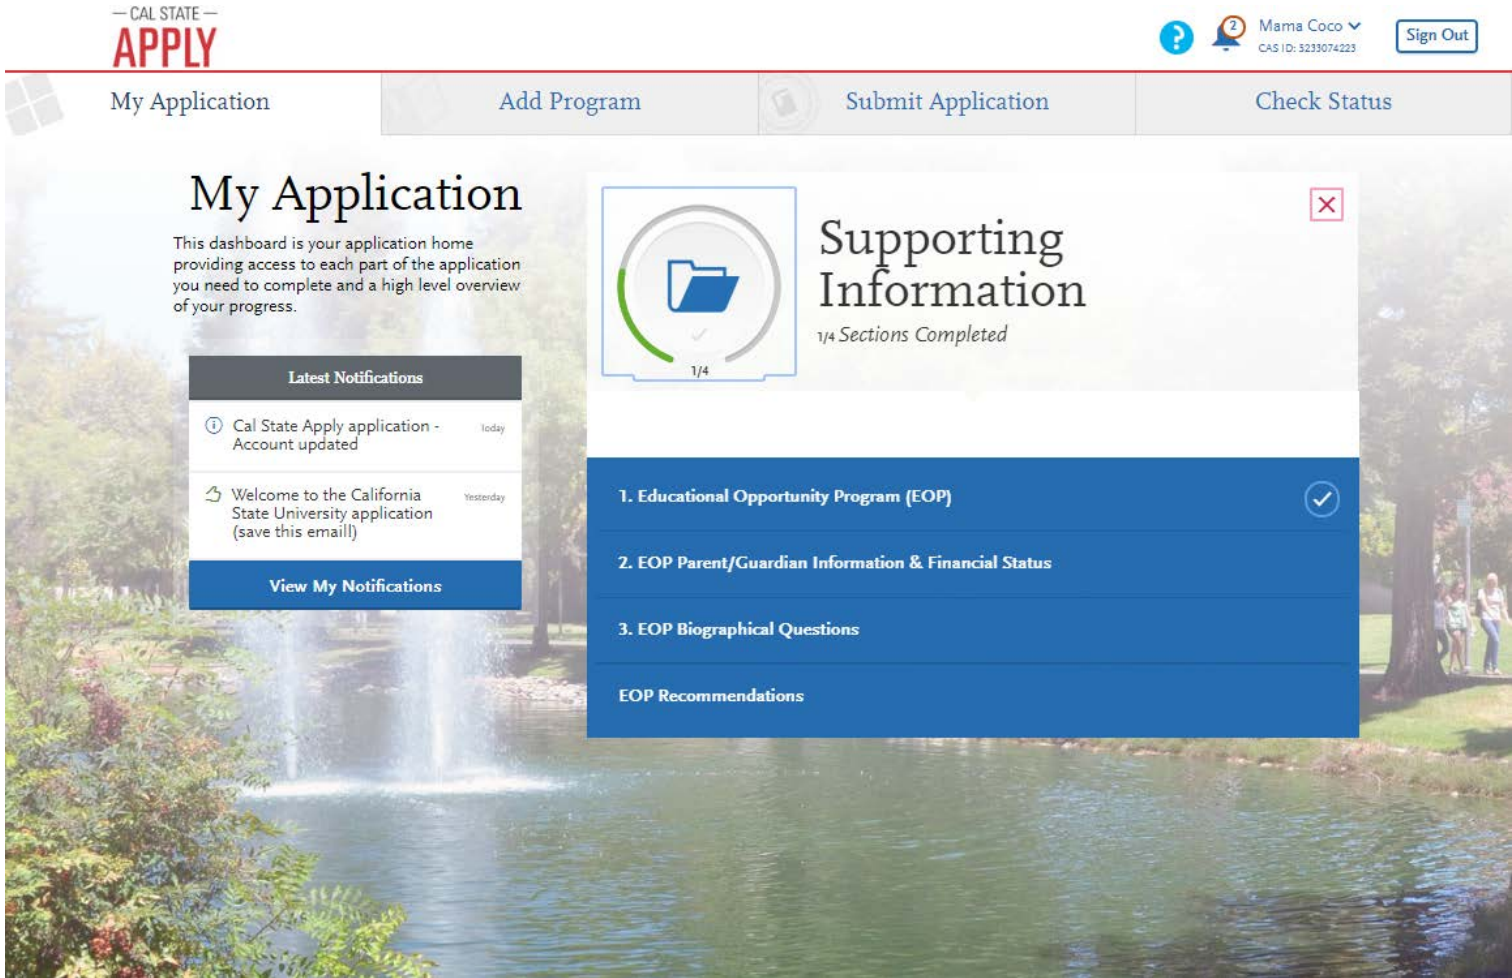 — CAL STATE —
APPLY
2
Mama Coco
CAS ID: 5233074223
Sign Out
My Application
Add Program
Submit Application
Check Status
My Application
This dashboard is your application home
providing access to each part of the application
you need to complete and a high level overview
of your progress.
Latest Notifications
Cal State Apply application -
Account updated
Today
Welcome to the California
State University application
(save this emaill)
Yesterday
View My Notifications
1/4
Supporting
Information
1/4 Sections Completed
1. Educational Opportunity Program (EOP)
2. EOP Parent/Guardian Information & Financial Status
3. EOP Biographical Questions
EOP Recommendations